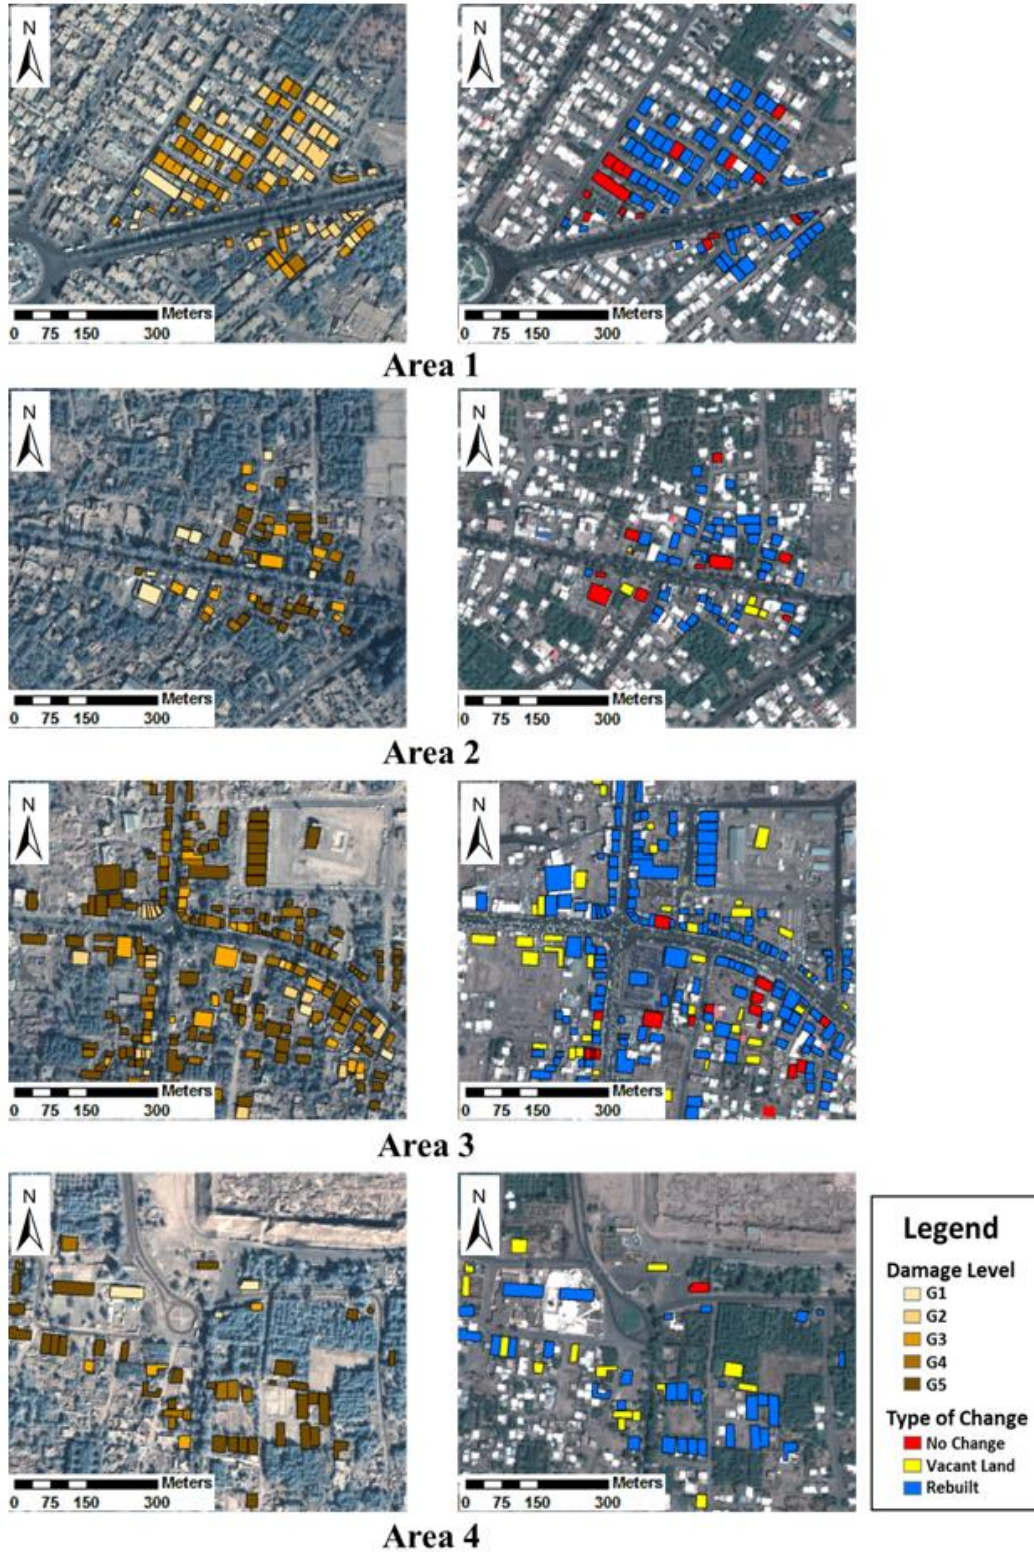 N N
Meters Meters
0 75 150 300 0 75 150 300
Area 1
N N
Meters Meters
0 75 150 300 0 75 150 300
Area 2
N N
Meters Meters
0 75 150 300 0 75 150 300
Area 3
N N
Meters Meters
0 75 150 300 0 75 150 300
Area 4
Legend
Damage Level
G1
G2
G3
G4
G5
Type of Change
No Change
Vacant Land
Rebuilt